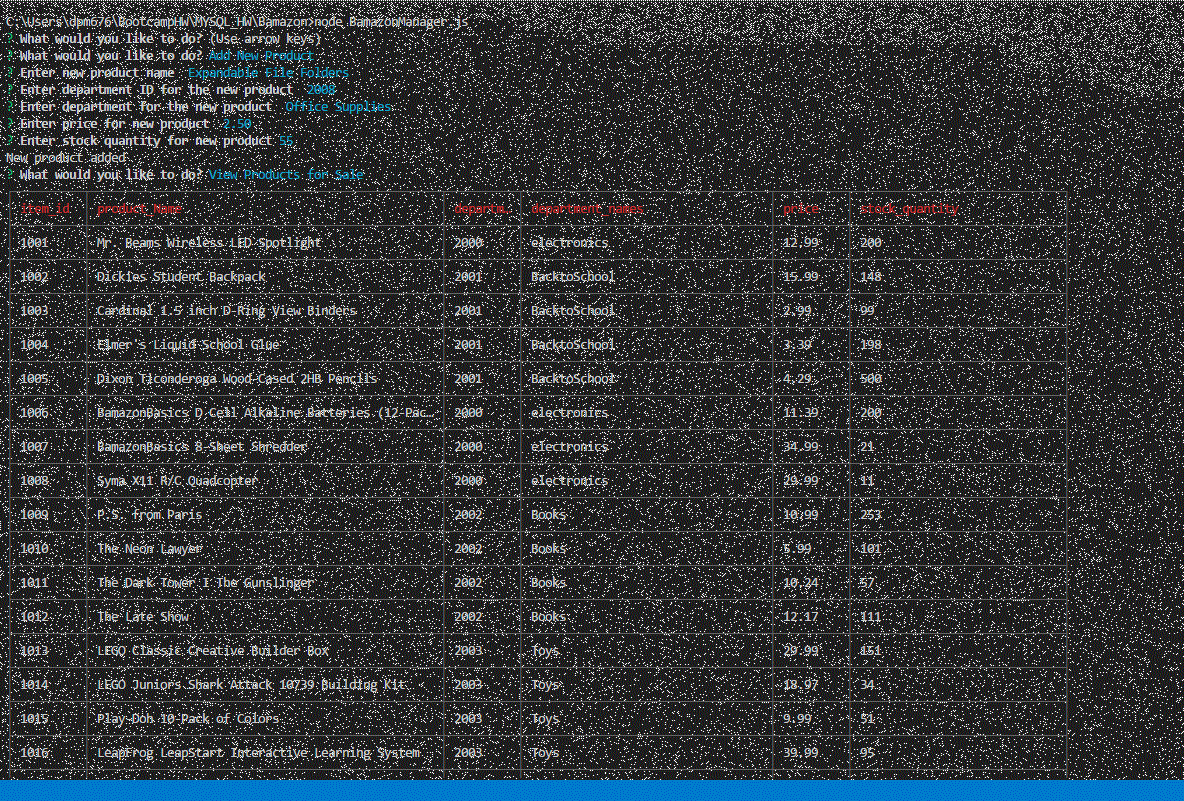 C:\Users\dpm676\BootcampHW\MYSQL_HW\Bamazon>node BamazonManager.js
? What would you like to do? (Use arrow keys)
? What would you like to do? Add New Product
? Enter new product name  Expandable File Folders
? Enter department ID for the new product  2008
? Enter department for the new product  Office Supplies
? Enter price for new product  2.50
? Enter stock quantity for new product 55
New product added
? What would you like to do? View Products for Sale
item id product name departm… department names price stock quantity
1001 Mr. Beams Wireless LED Spotlight 2000 electronics 12.99 200
1002 Dickies Student Backpack 2001 BacktoSchool 15.99 148
1003 Cardinal 1.5 inch D-Ring View Binders 2001 BacktoSchool 2.99 99
1004 Elmer's Liquid School Glue 2001 BacktoSchool 3.39 198
1005 Dixon Ticonderoga Wood-Cased 2HB Pencils 2001 BacktoSchool 4.29 500
1006 BamazonBasics D Cell Alkaline Batteries (12-Pac… 2000 electronics 11.39 200
1007 BamazonBasics 8-Sheet Shredder 2000 electronics 34.99 21
1008 Syma X11 R/C Quadcopter 2000 electronics 29.99 11
1009 P.S. from Paris 2002 Books 10.99 253
1010 The Neon Lawyer 2002 Books 5.99 101
1011 The Dark Tower I The Gunslinger 2002 Books 10.24 57
1012 The Late Show 2002 Books 12.17 111
1013 LEGO Classic Creative Builder Box 2003 Toys 29.99 151
1014 LEGO Juniors Shark Attack 10739 Building Kit 2003 Toys 18.97 34
1015 Play-Doh 10-Pack of Colors 2003 Toys 9.99 51
1016 LeapFrog LeapStart Interactive Learning System 2003 Toys 39.99 95